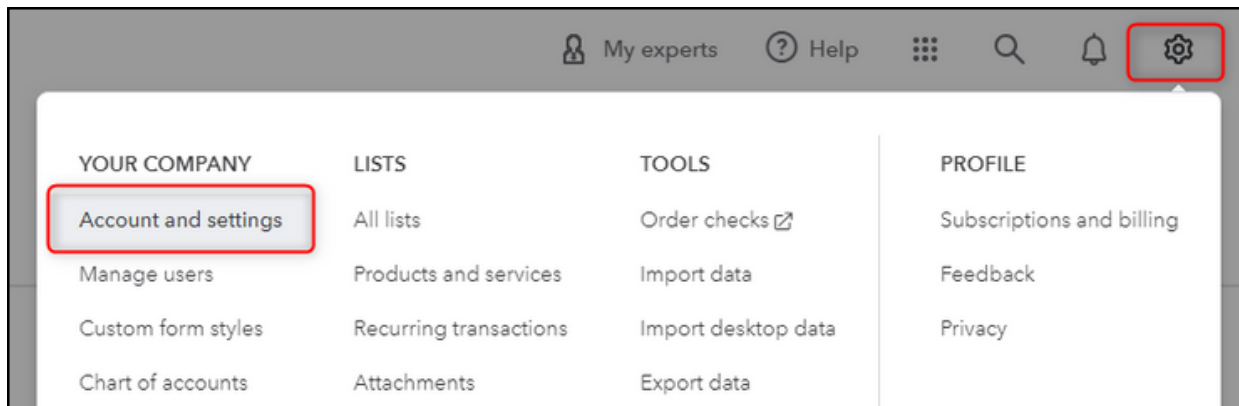 My experts Help
YOUR COMPANY
Account and settings
Manage users
Custom form styles
Chart of accounts
LISTS
All lists
Products and services
Recurring transactions
Attachments
TOOLS
Order checks
Import data
Import desktop data
Export data
PROFILE
Subscriptions and billing
Feedback
Privacy